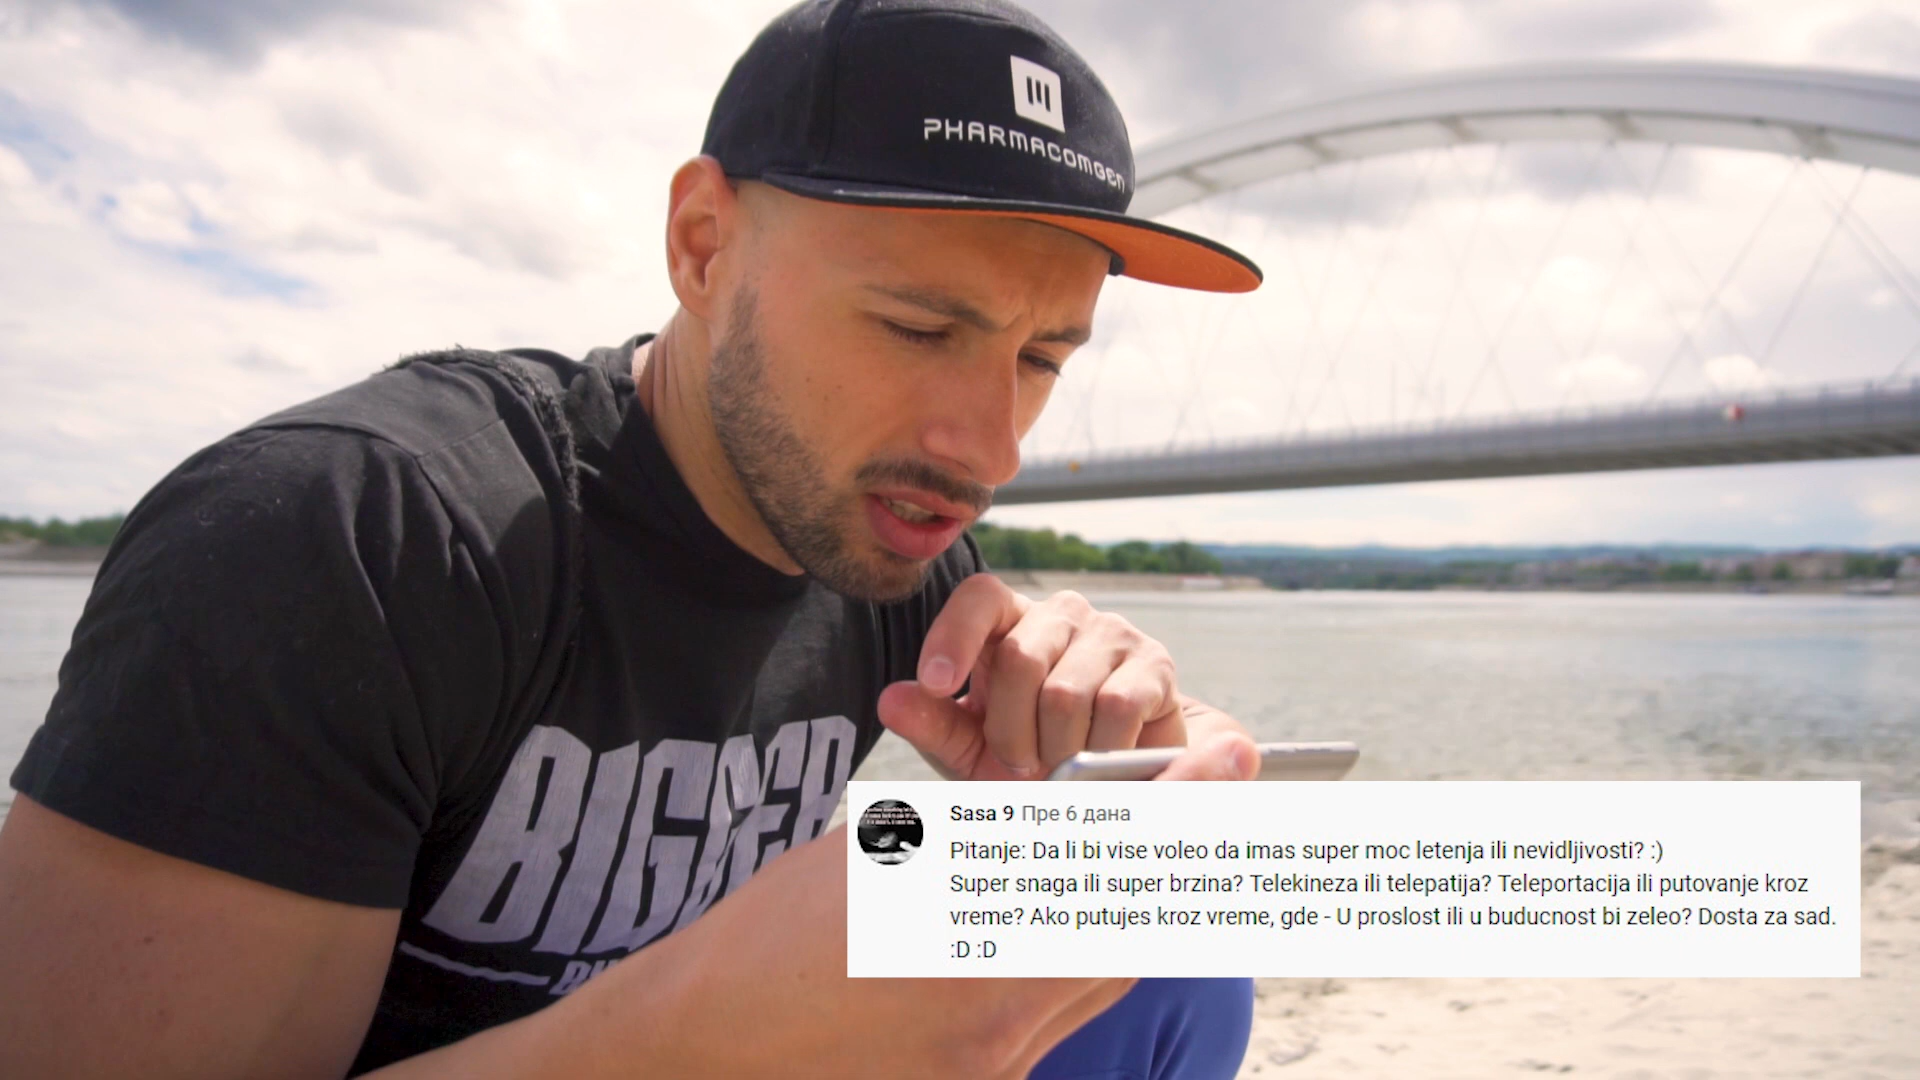 PHARMACOMGEN
BIGGER
Sasa 9 Пре 6 дана
Pitanje: Da li bi vise voleo da imas super moc letenja ili nevidljivosti? :)
Super snaga ili super brzina? Telekineza ili telepatija? Teleportacija ili putovanje kroz
vreme? Ako putujes kroz vreme, gde - U proslost ili u buducnost bi zeleo? Dosta za sad.
:D :D